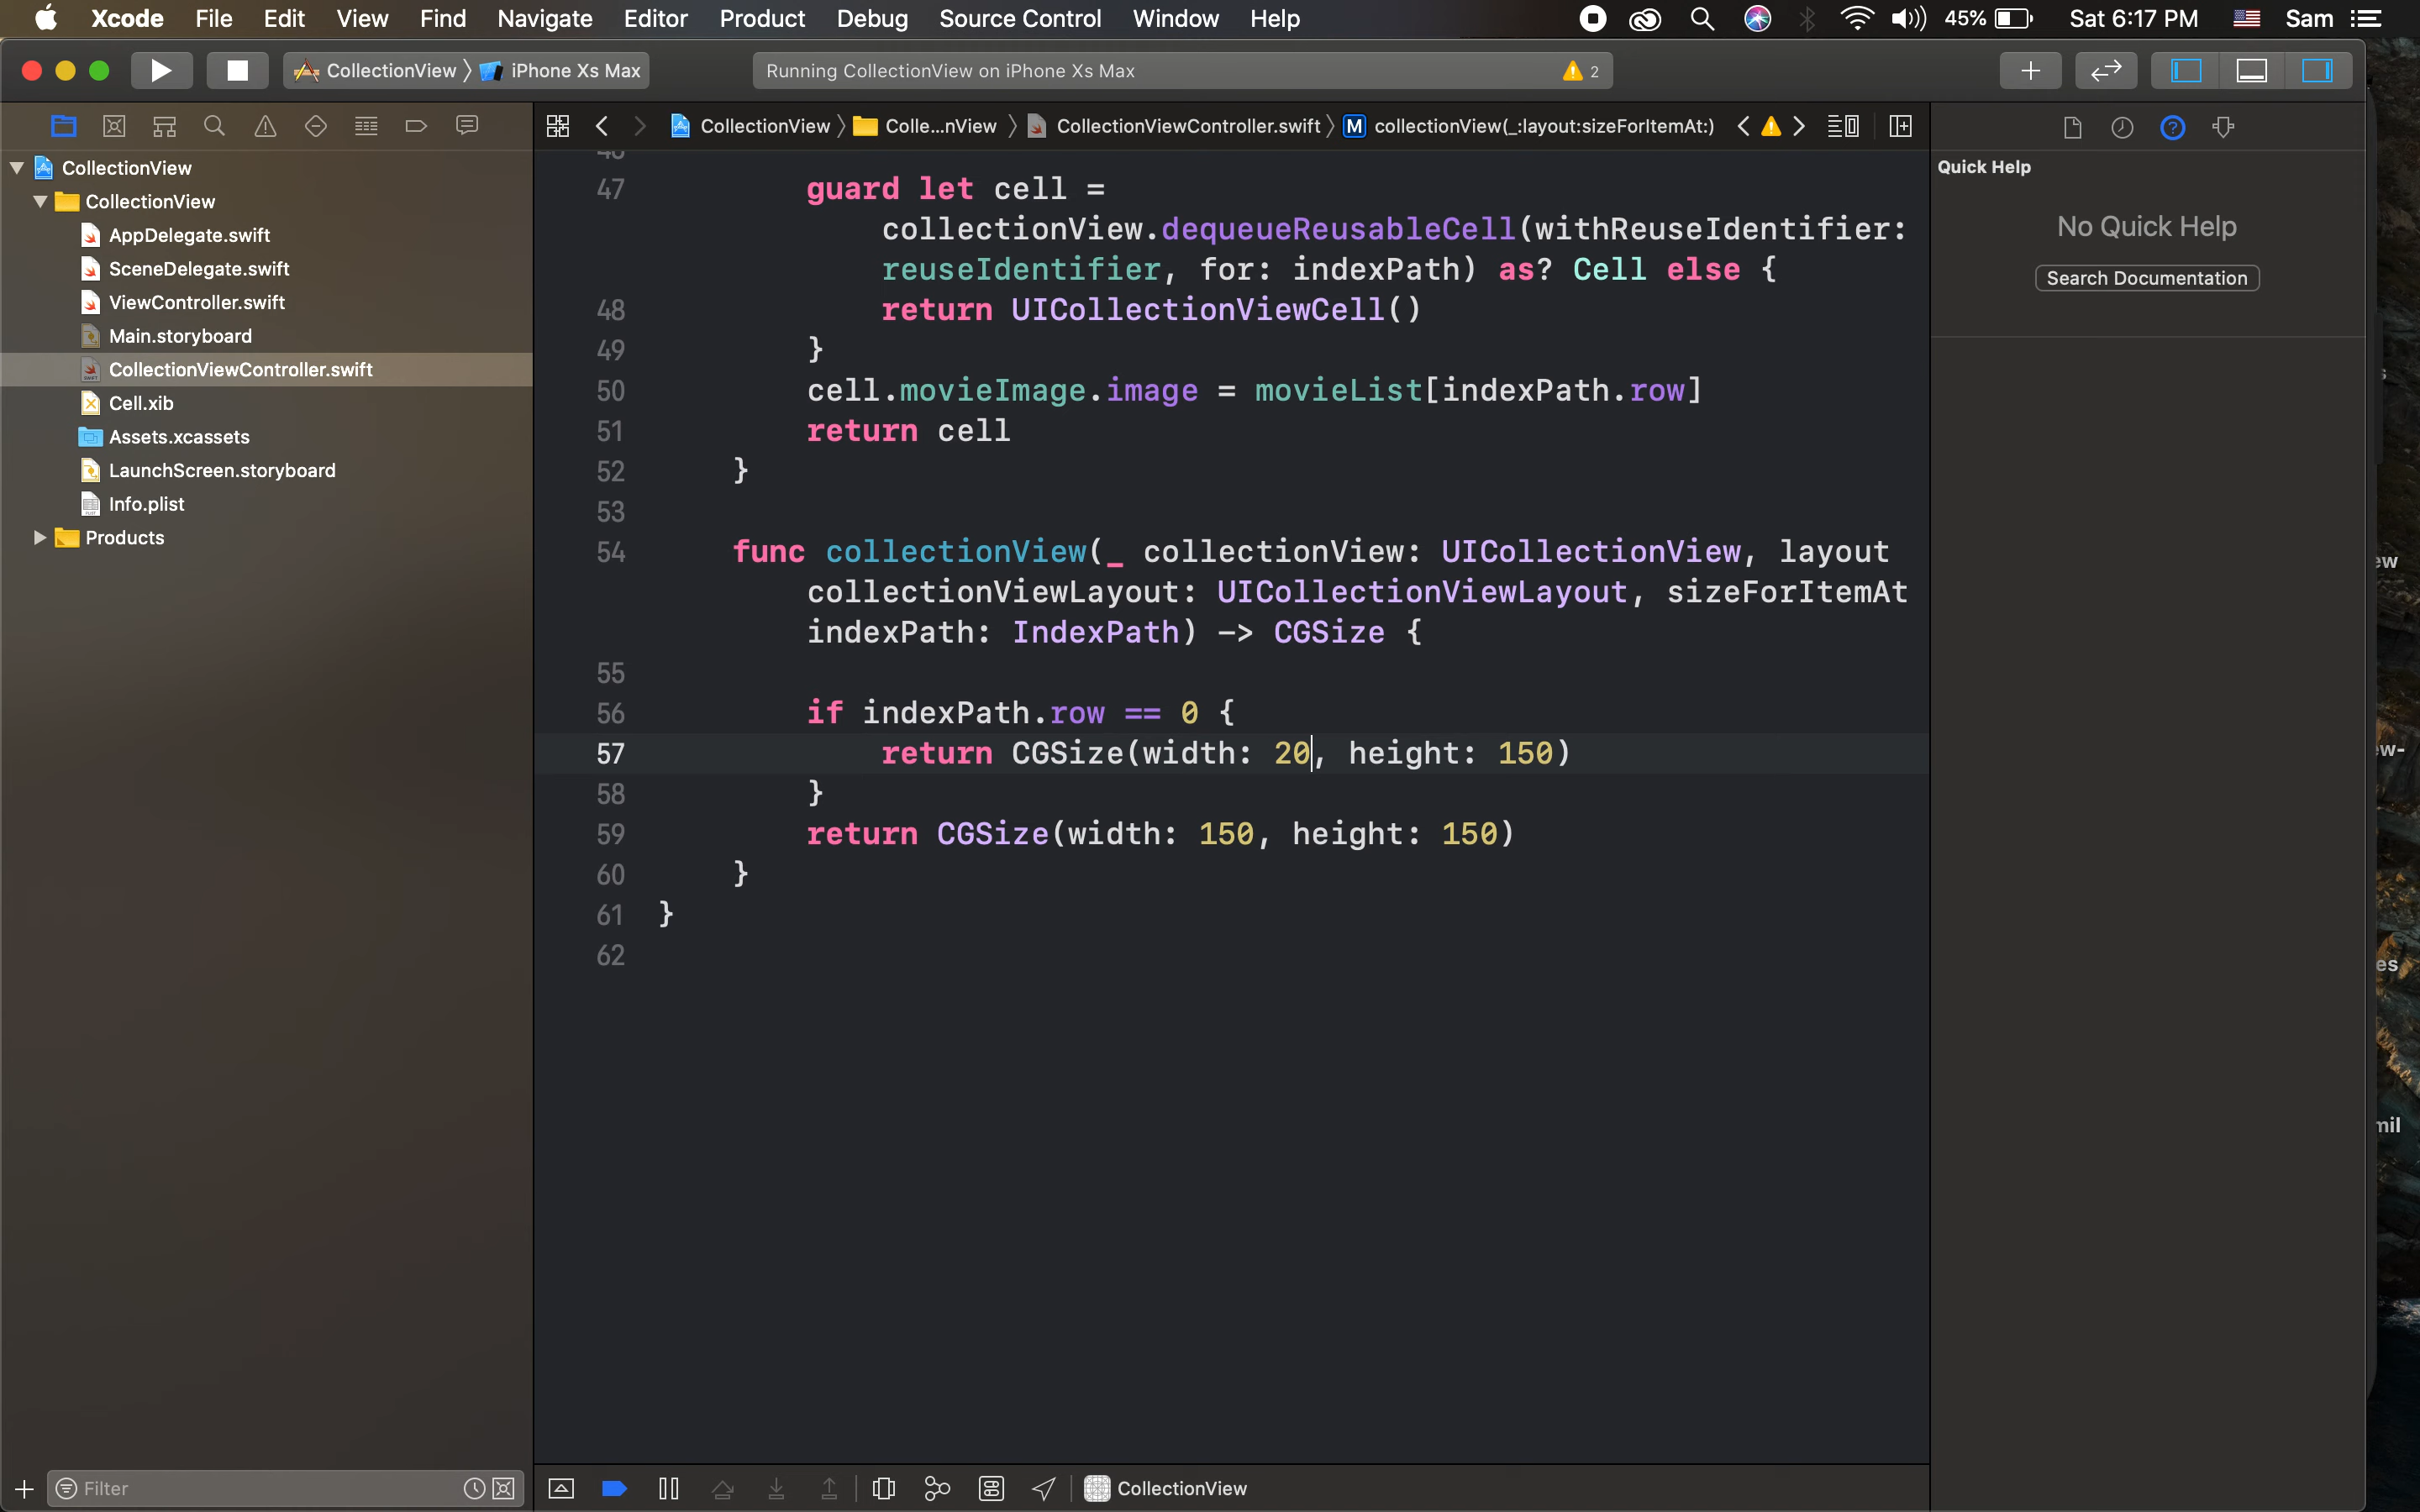 Xcode File Edit View Find Navigate Editor Product Debug Source Control Window Help 45% Sat 6:17 PM Sam
CollectionView iPhone Xs Max Running CollectionView on iPhone Xs Max 2
CollectionView Colle...nView CollectionViewController.swift M collectionView(_:layout:sizeForItemAt:)
CollectionView
CollectionView
AppDelegate.swift
SceneDelegate.swift
ViewController.swift
Main.storyboard
CollectionViewController.swift
Cell.xib
Assets.xcassets
LaunchScreen.storyboard
Info.plist
Products
Filter
47 guard let cell =
collectionView.dequeueReusableCell(withReuseIdentifier:
reuseIdentifier, for: indexPath) as? Cell else {
48 return UICollectionViewCell()
49 }
50 cell.movieImage.image = movieList[indexPath.row]
51 return cell
52 }
53
54 func collectionView(_ collectionView: UICollectionView, layout
collectionViewLayout: UICollectionViewLayout, sizeForItemAt
indexPath: IndexPath) -> CGSize {
55
56 if indexPath.row == 0 {
57 return CGSize(width: 20, height: 150)
58 }
59 return CGSize(width: 150, height: 150)
60 }
61 }
62
CollectionView
Quick Help
No Quick Help
Search Documentation
ew
ew-
es
mil